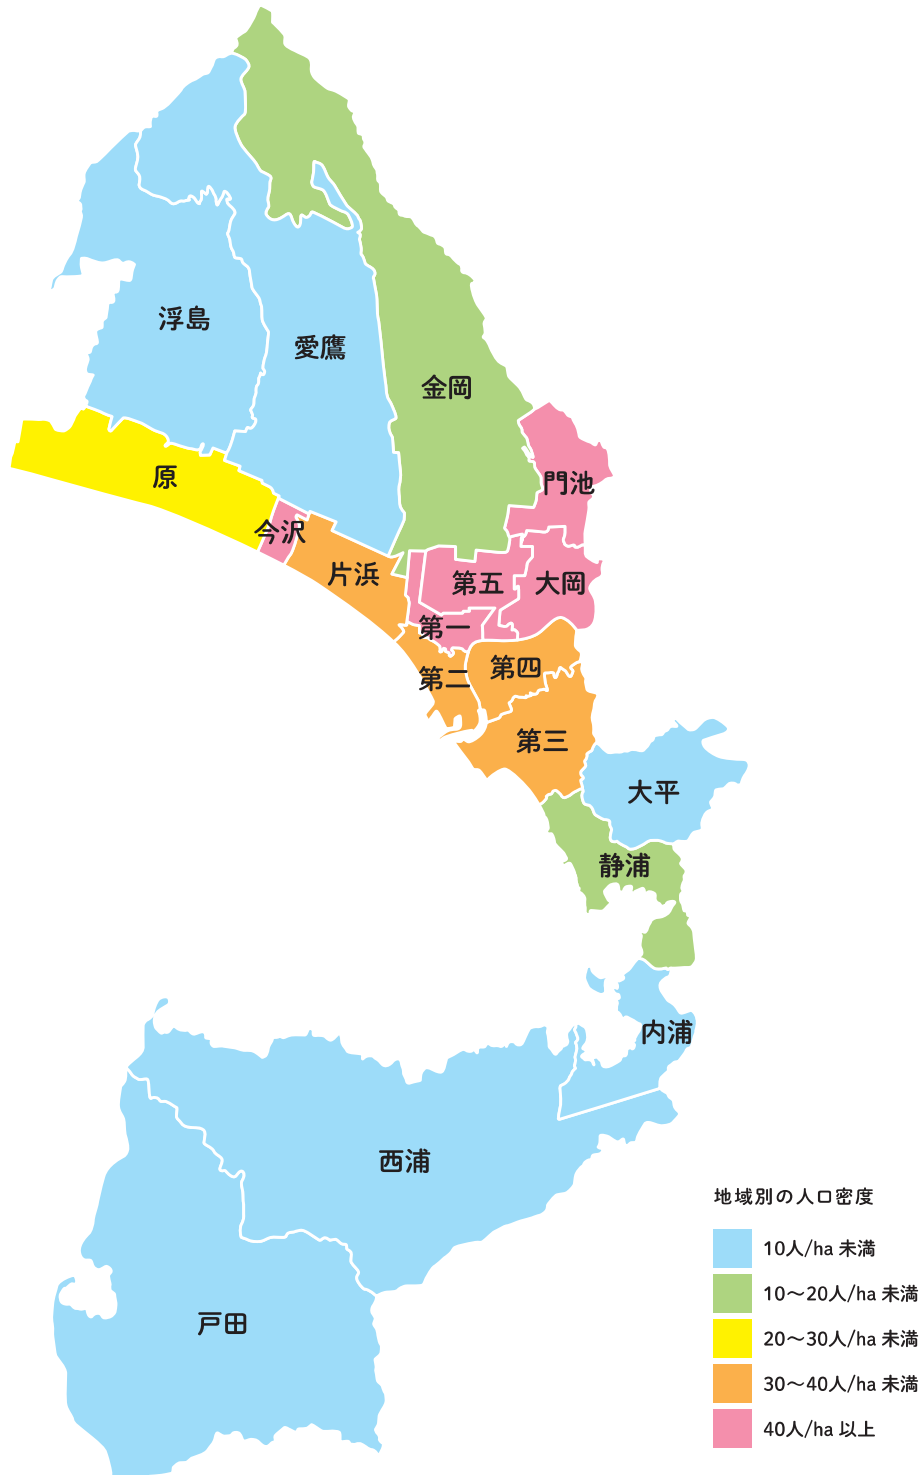 浮島
愛鷹
金岡
原
門池
今沢
片浜
第五
大岡
第一
第四
第二
第三
大平
静浦
内浦
西浦
戸田
地域別の人口密度
10人/ha 未満
10〜20人/ha 未満
20〜30人/ha 未満
30〜40人/ha 未満
40人/ha 以上